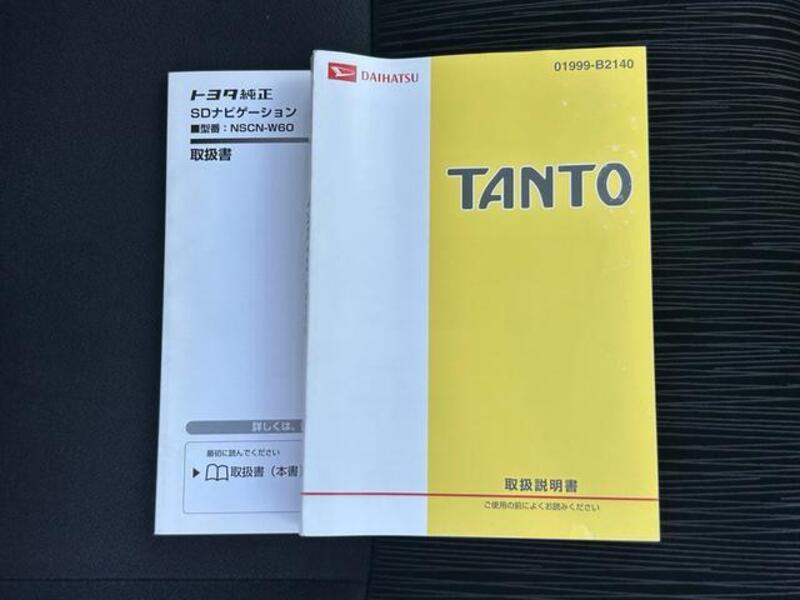 トヨタ純正
SDナビゲーション
■型番：NSCN-W60
取扱書
詳しくは、
最初に読んでください
▶ 取扱書（本書）
DAIHATSU
01999-B2140
TANTO
取扱説明書
ご使用の前によくお読みください